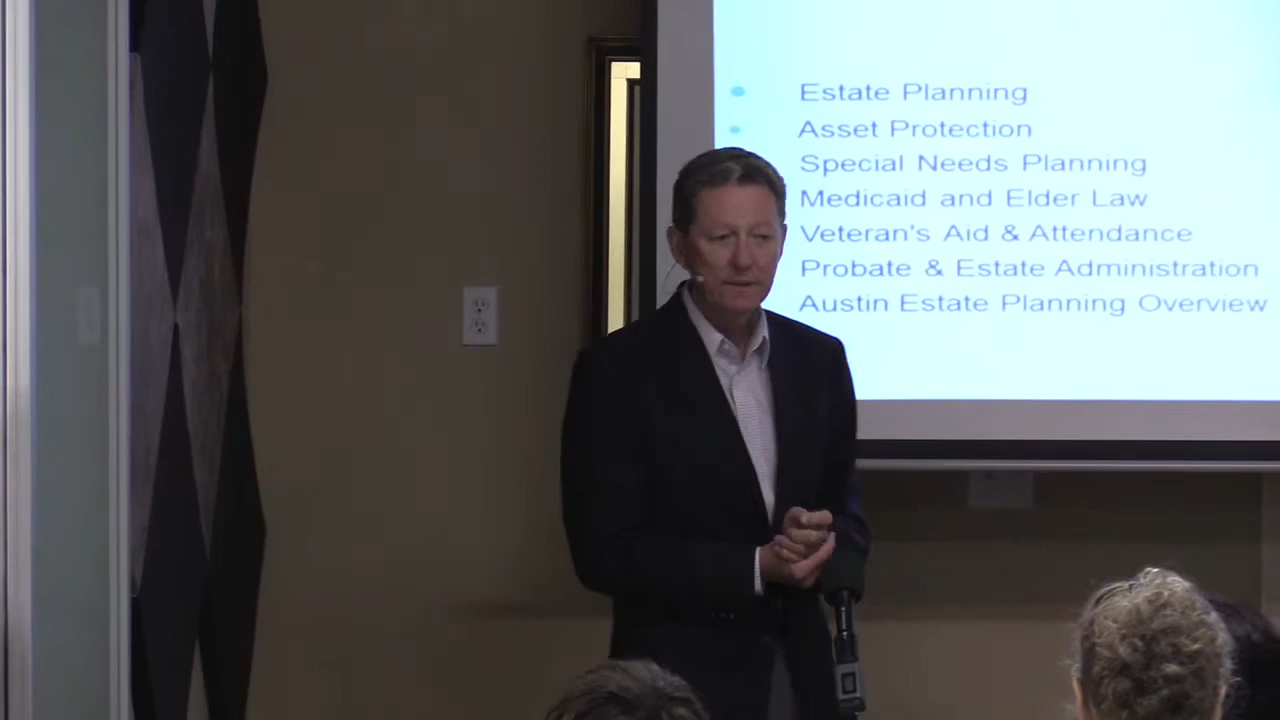 Estate Planning
Asset Protection
Special Needs Planning
Medicaid and Elder Law
Veteran's Aid & Attendance
Probate & Estate Administration
Austin Estate Planning Overview